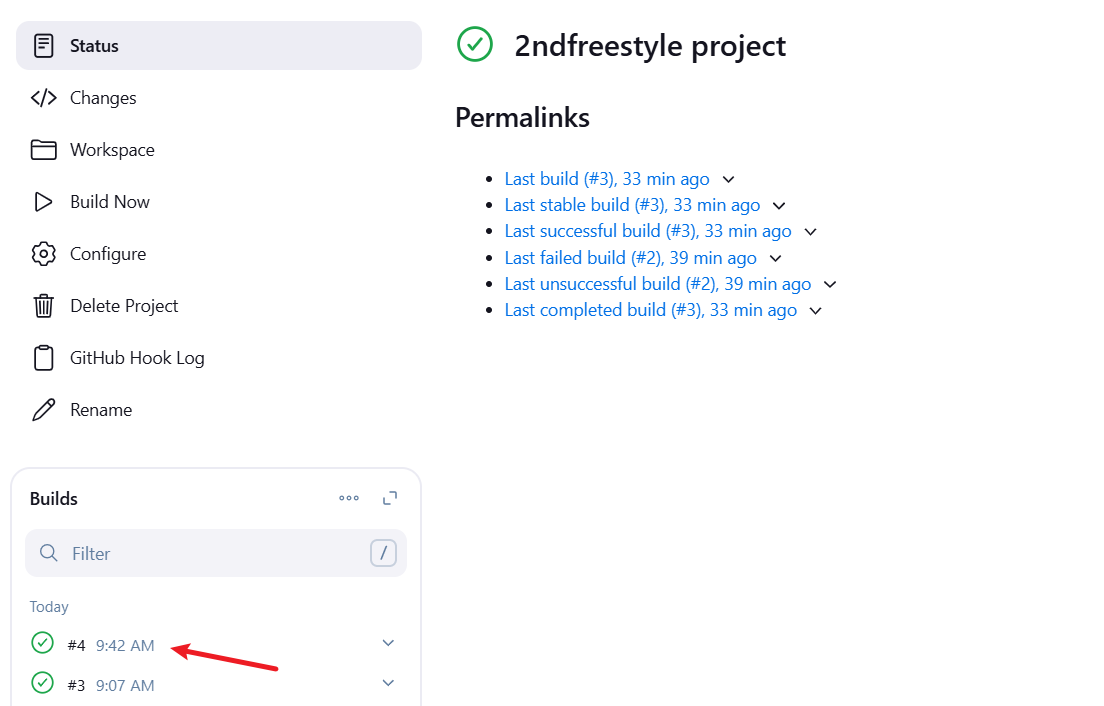 Status
Changes
Workspace
Build Now
Configure
Delete Project
GitHub Hook Log
Rename
Builds
Filter
/
Today
#4 9:42 AM
#3 9:07 AM
2ndfreestyle project
Permalinks
Last build (#3), 33 min ago
Last stable build (#3), 33 min ago
Last successful build (#3), 33 min ago
Last failed build (#2), 39 min ago
Last unsuccessful build (#2), 39 min ago
Last completed build (#3), 33 min ago